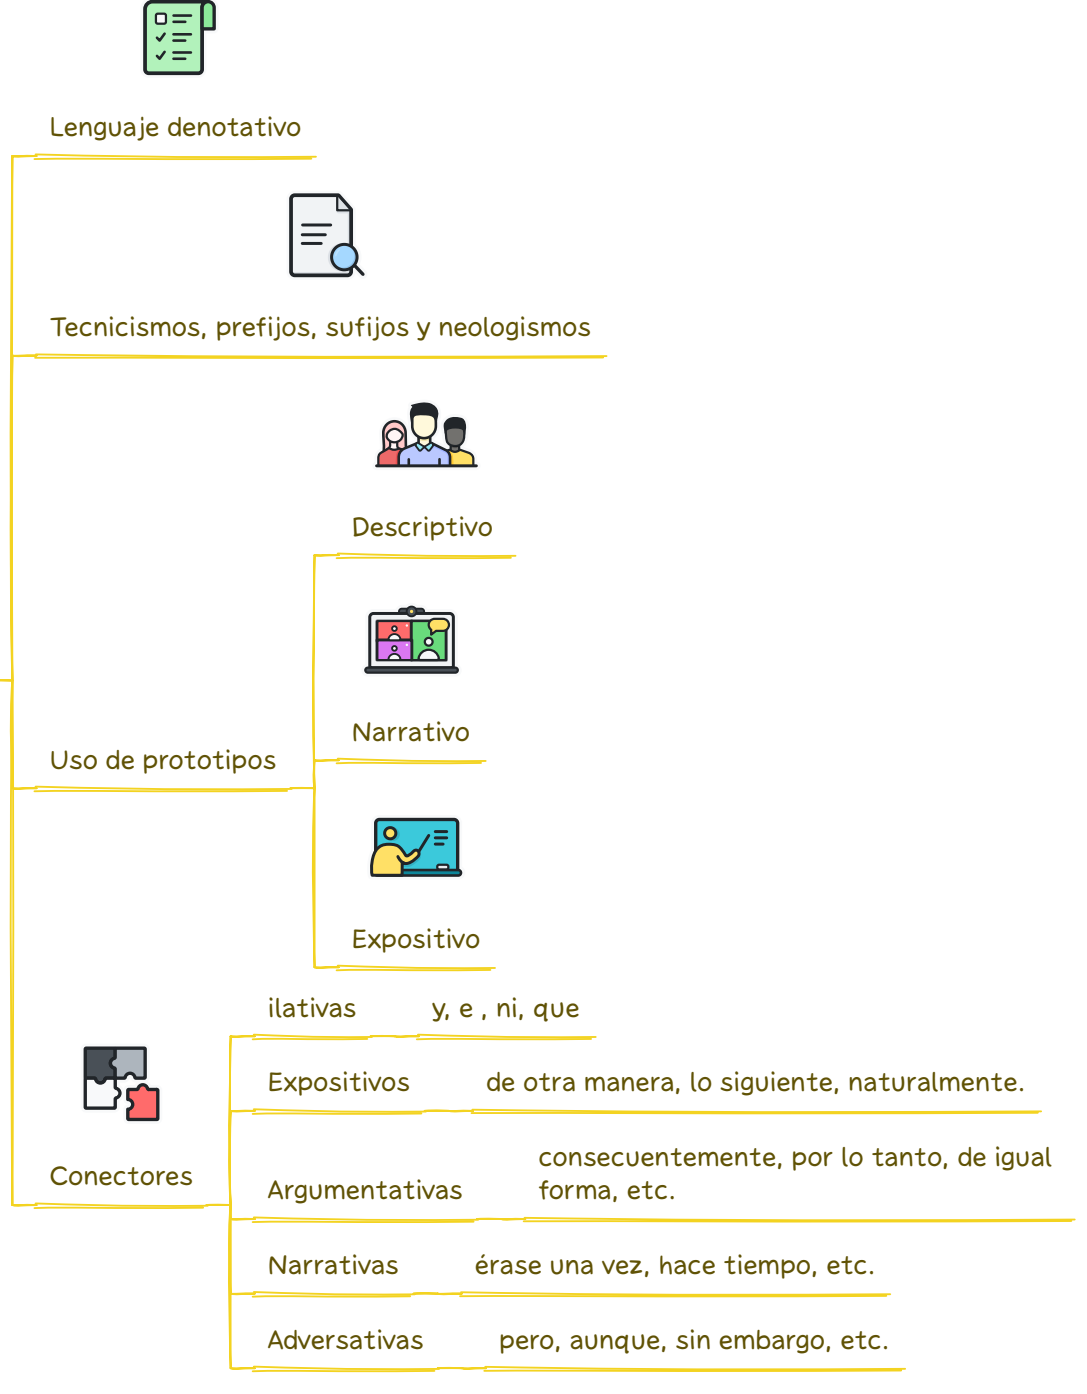 Lenguaje denotativo
Tecnicismos, prefijos, sufijos y neologismos
Descriptivo
Narrativo
Uso de prototipos
Expositivo
ilativas
y, e , ni, que
Expositivos
de otra manera, lo siguiente, naturalmente.
Conectores
Argumentativas
consecuentemente, por lo tanto, de igual
forma, etc.
Narrativas
érase una vez, hace tiempo, etc.
Adversativas
pero, aunque, sin embargo, etc.